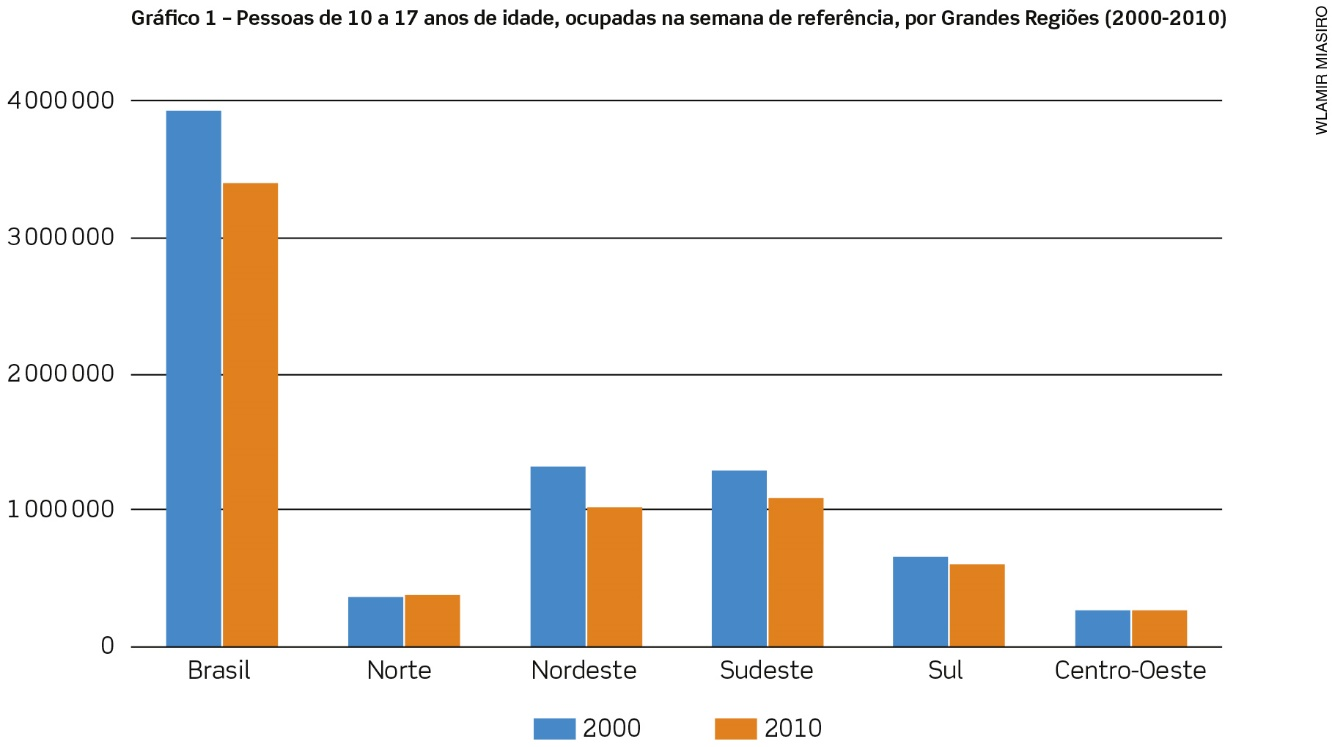 Gráfico 1 – Pessoas de 10 a 17 anos de idade, ocupadas na semana de referência, por Grandes Regiões (2000-2010)
WLAMIR MIASIRO
4 000 000
3 000 000
2 000 000
1 000 000
0
Brasil Norte Nordeste Sudeste Sul Centro-Oeste
2000 2010